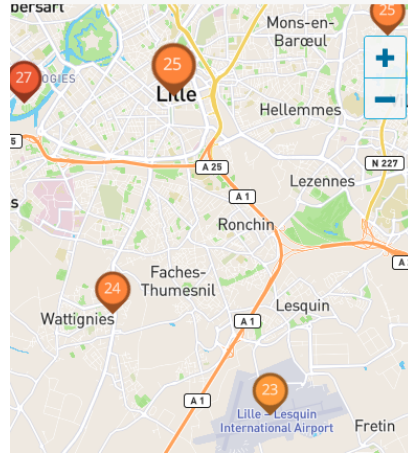 bersart
Mons-en-
Barœul
25
27
OGIES
25
Lille
Hellemmes
+
−
5
A 25
N 227
Lezennes
s
A 1
Ronchin
A
Faches-
Thumesnil
24
Wattignies
Lesquin
A 1
23
A 1
Lille – Lesquin
International Airport
Fretin